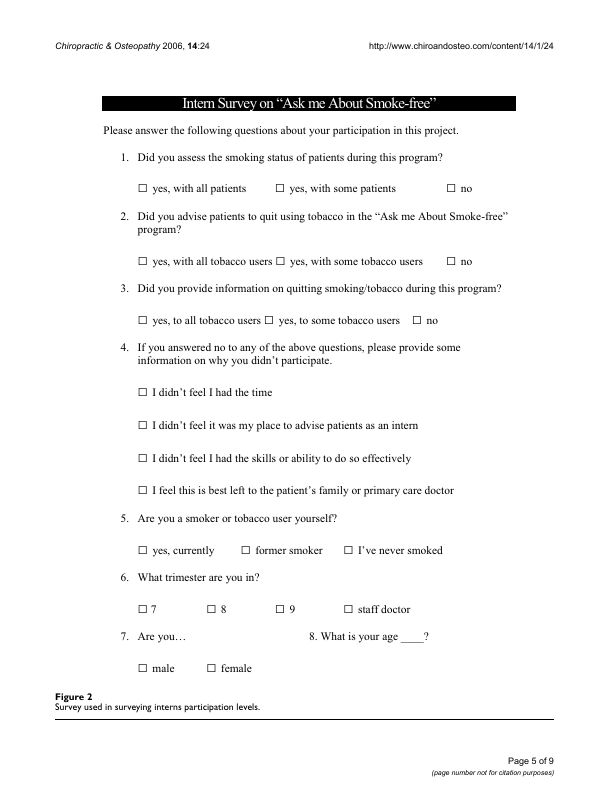 Chiropractic & Osteopathy 2006, 14:24 http://www.chiroandosteo.com/content/14/1/24
Intern Survey on “Ask me About Smoke-free”
Please answer the following questions about your participation in this project.
1. Did you assess the smoking status of patients during this program?
☐ yes, with all patients ☐ yes, with some patients ☐ no
2. Did you advise patients to quit using tobacco in the “Ask me About Smoke-free”
program?
☐ yes, with all tobacco users ☐ yes, with some tobacco users ☐ no
3. Did you provide information on quitting smoking/tobacco during this program?
☐ yes, to all tobacco users ☐ yes, to some tobacco users ☐ no
4. If you answered no to any of the above questions, please provide some
information on why you didn’t participate.
☐ I didn’t feel I had the time
☐ I didn’t feel it was my place to advise patients as an intern
☐ I didn’t feel I had the skills or ability to do so effectively
☐ I feel this is best left to the patient’s family or primary care doctor
5. Are you a smoker or tobacco user yourself?
☐ yes, currently ☐ former smoker ☐ I’ve never smoked
6. What trimester are you in?
☐ 7 ☐ 8 ☐ 9 ☐ staff doctor
7. Are you… 8. What is your age ____?
☐ male ☐ female
Figure 2
Survey used in surveying interns participation levels.
Page 5 of 9
(page number not for citation purposes)